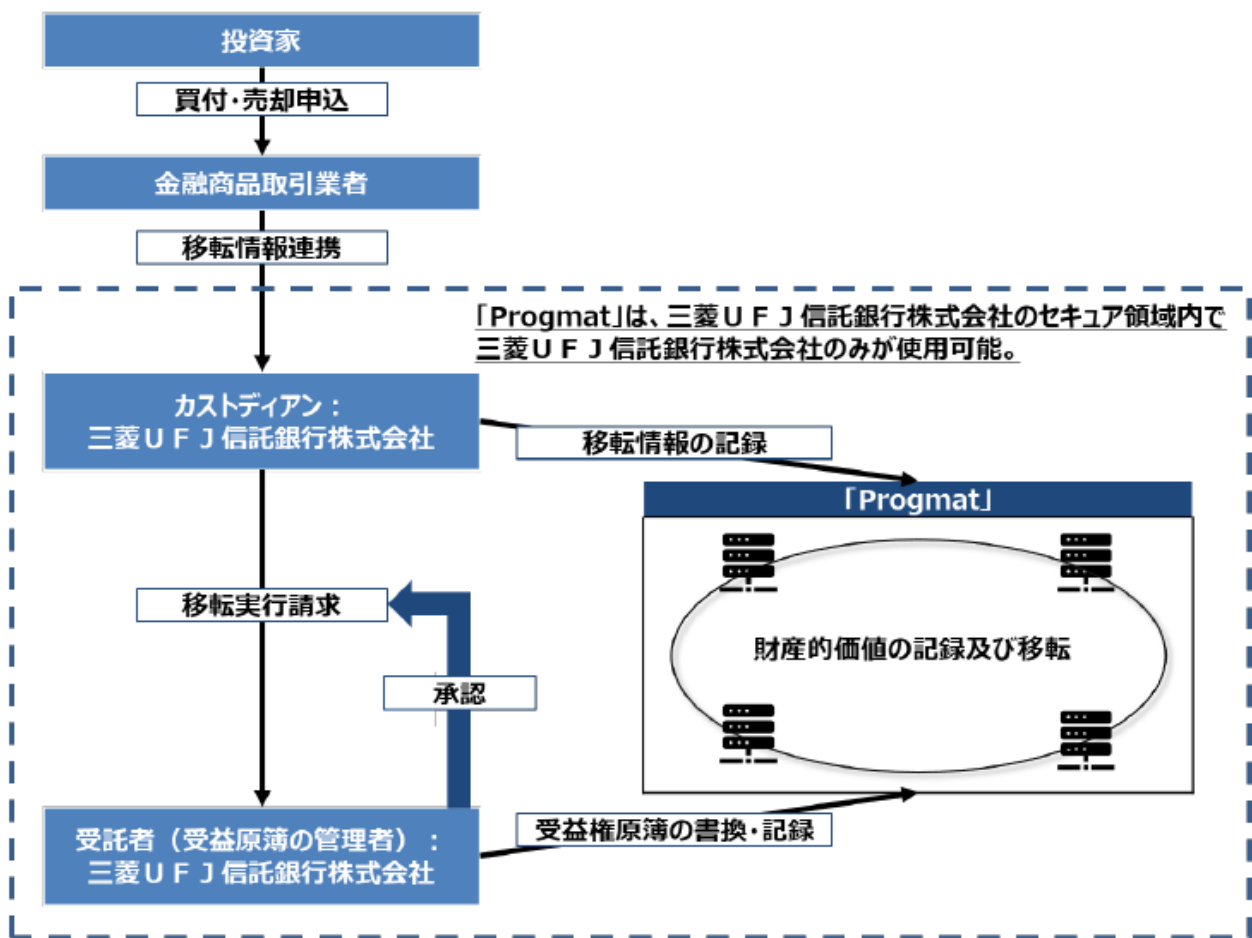 投資家
買付・売却申込
金融商品取引業者
移転情報連携
「Progmat」は、三菱ＵＦＪ信託銀行株式会社のセキュア領域内で
三菱ＵＦＪ信託銀行株式会社のみが使用可能。
カストディアン：
三菱ＵＦＪ信託銀行株式会社
移転情報の記録
「Progmat」
財産的価値の記録及び移転
移転実行請求
承認
受託者（受益原簿の管理者）：
三菱ＵＦＪ信託銀行株式会社
受益権原簿の書換・記録